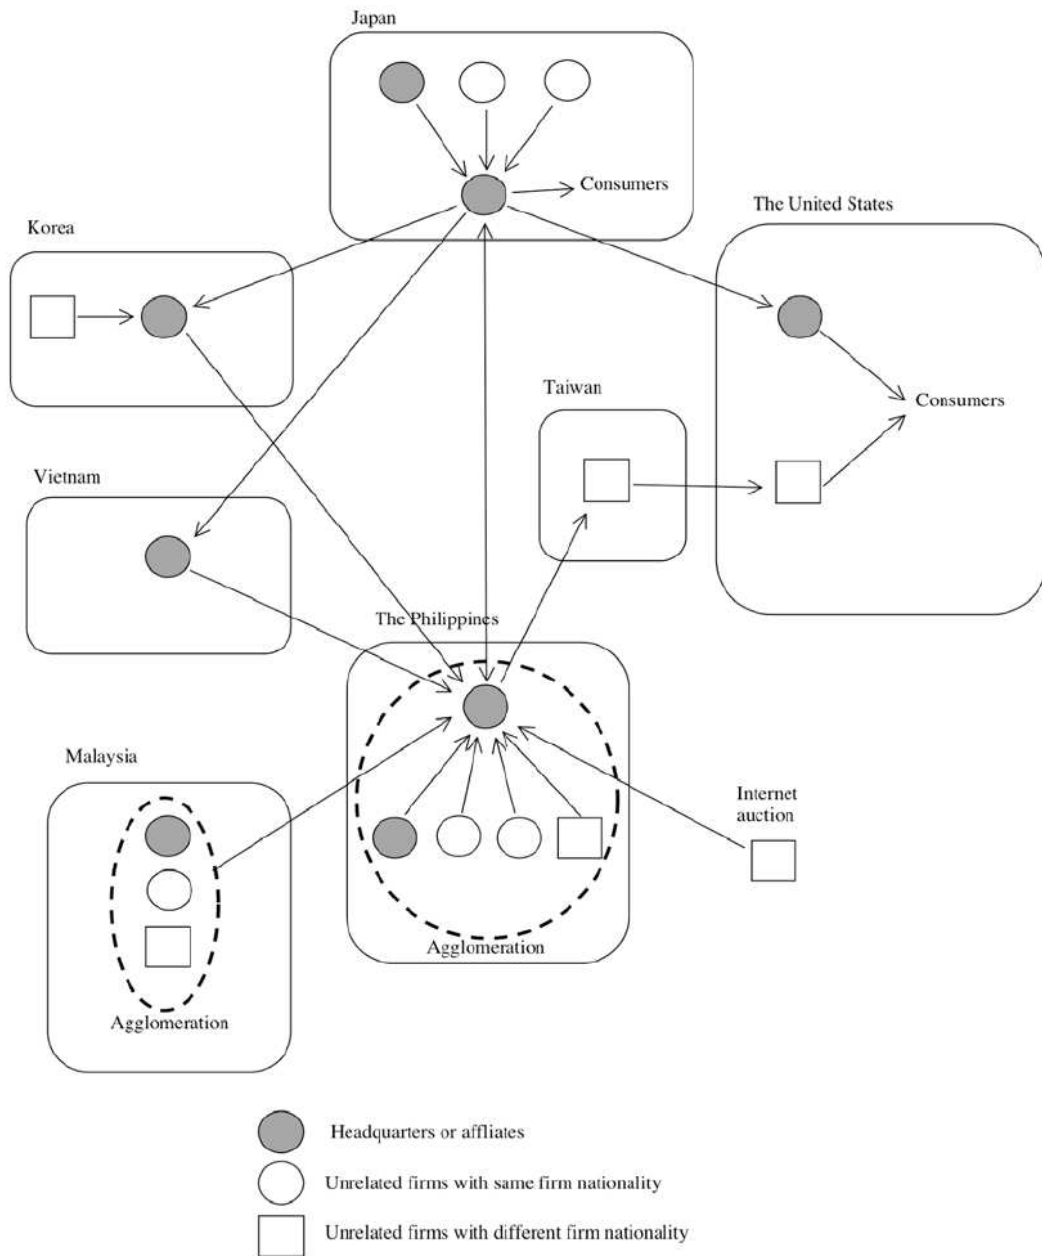 Japan
Consumers
The United States
Korea
Consumers
Taiwan
Vietnam
The Philippines
Malaysia
Internet
auction
Agglomeration
Agglomeration
Headquarters or affliates
Unrelated firms with same firm nationality
Unrelated firms with different firm nationality